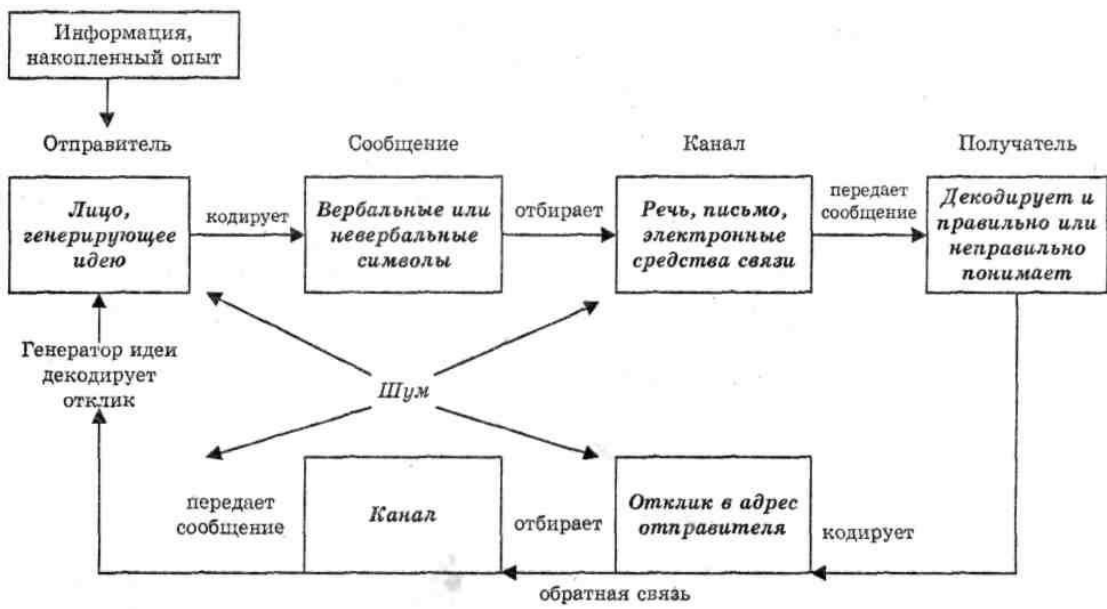 Информация,
накопленный опыт
Отправитель
Сообщение
Канал
Получатель
Лицо,
генерирующее
идею
кодирует
Вербальные или
невербальные
символы
отбирает
Речь, письмо,
электронные
средства связи
передает
сообщение
Декодирует и
правильно или
неправильно
понимает
Генератор идеи
декодирует
отклик
Шум
передает
сообщение
Канал
отбирает
Отклик в адрес
отправителя
кодирует
обратная связь